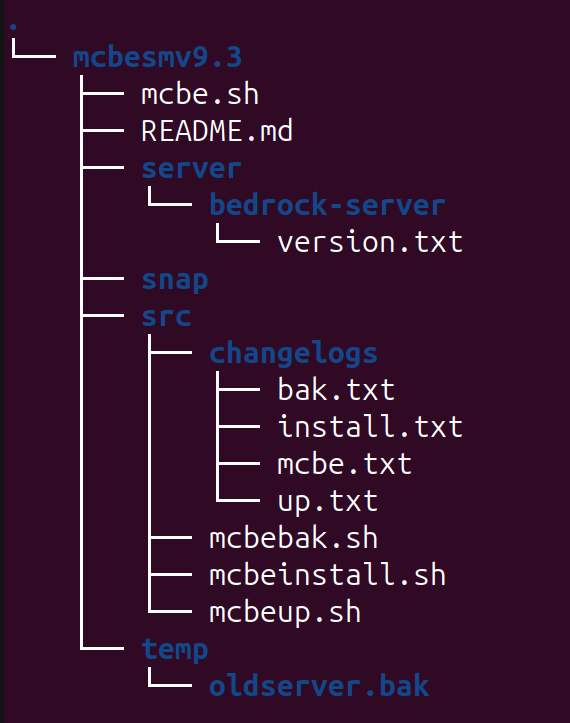 .
└── mcbesmv9.3
    ├── mcbe.sh
    ├── README.md
    ├── server
    │   └── bedrock-server
    │       └── version.txt
    ├── snap
    ├── src
    │   ├── changelogs
    │   │   ├── bak.txt
    │   │   ├── install.txt
    │   │   ├── mcbe.txt
    │   │   └── up.txt
    │   ├── mcbebak.sh
    │   ├── mcbeinstall.sh
    │   └── mcbeup.sh
    └── temp
        └── oldserver.bak